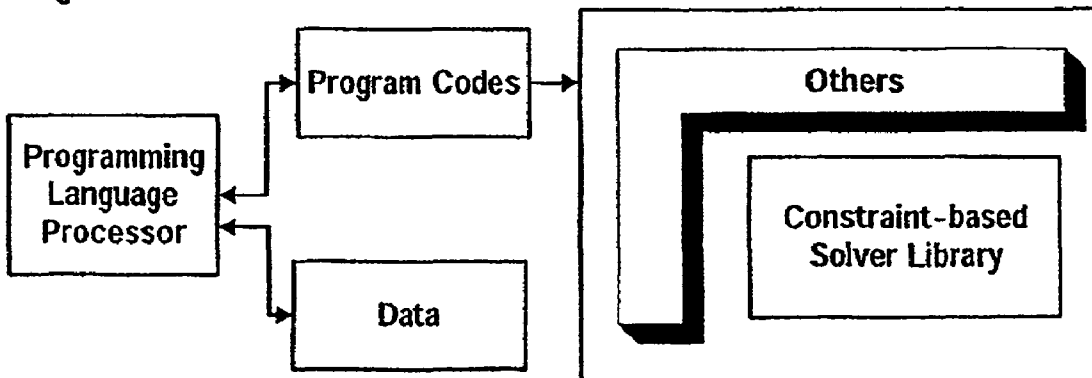 Programming
Language
Processor
Program Codes
Data
Others
Constraint-based
Solver Library